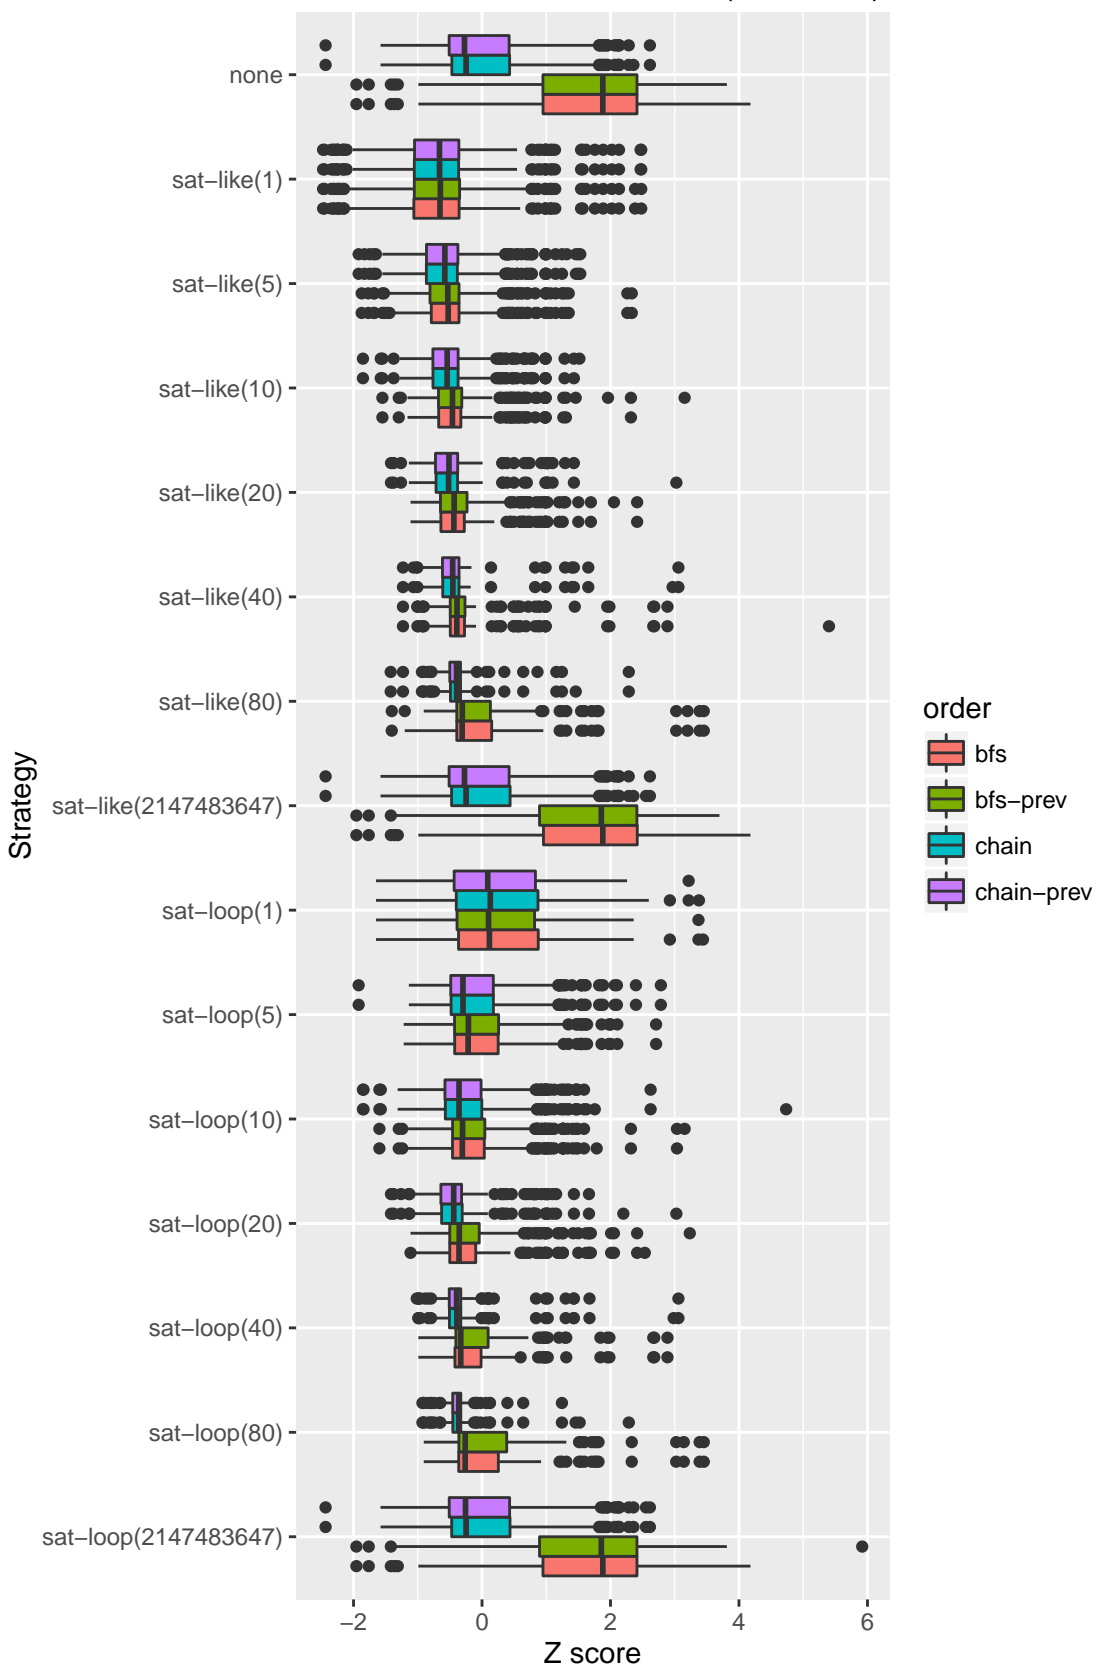 none
sat−like(1)
sat−like(5)
sat−like(10)
sat−like(20)
sat−like(40)
sat−like(80)
sat−like(2147483647)
sat−loop(1)
sat−loop(5)
sat−loop(10)
sat−loop(20)
sat−loop(40)
sat−loop(80)
sat−loop(2147483647)
Strategy
−2 0 2 4 6
Z score
order
bfs
bfs−prev
chain
chain−prev